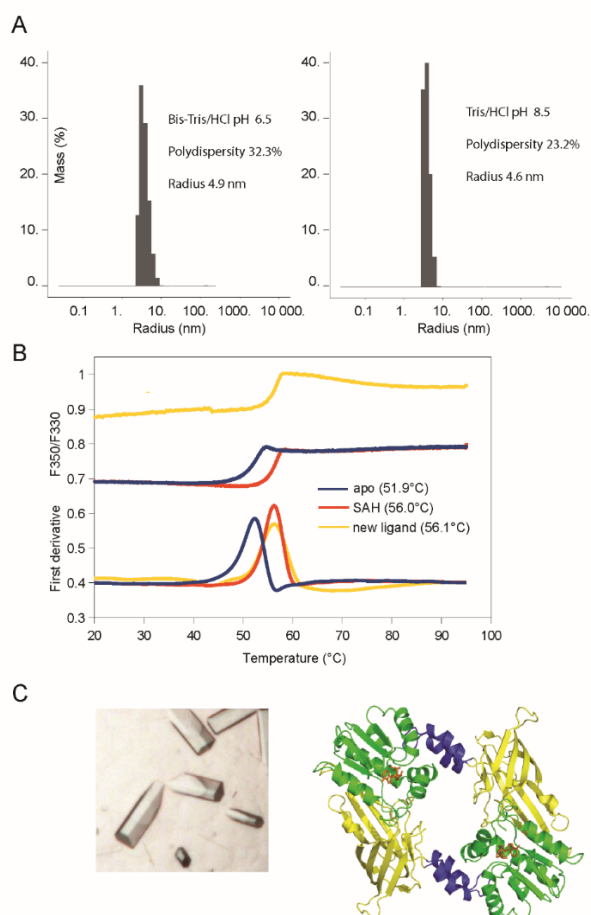 A
40.
30.
20.
10.
0.
Mass (%)
Bis-Tris/HCl pH 6.5
Polydispersity 32.3%
Radius 4.9 nm
0.1 1. 10. 100. 1000. 10 000.
Radius (nm)
40.
30.
20.
10.
0.
Tris/HCl pH 8.5
Polydispersity 23.2%
Radius 4.6 nm
0.1 1. 10. 100. 1000. 10 000.
Radius (nm)
B
1
0.9
0.8
0.7
0.6
0.5
0.4
0.3
F350/F330
First derivative
apo (51.9°C)
SAH (56.0°C)
new ligand (56.1°C)
20 30 40 50 60 70 80 90 100
Temperature (°C)
C